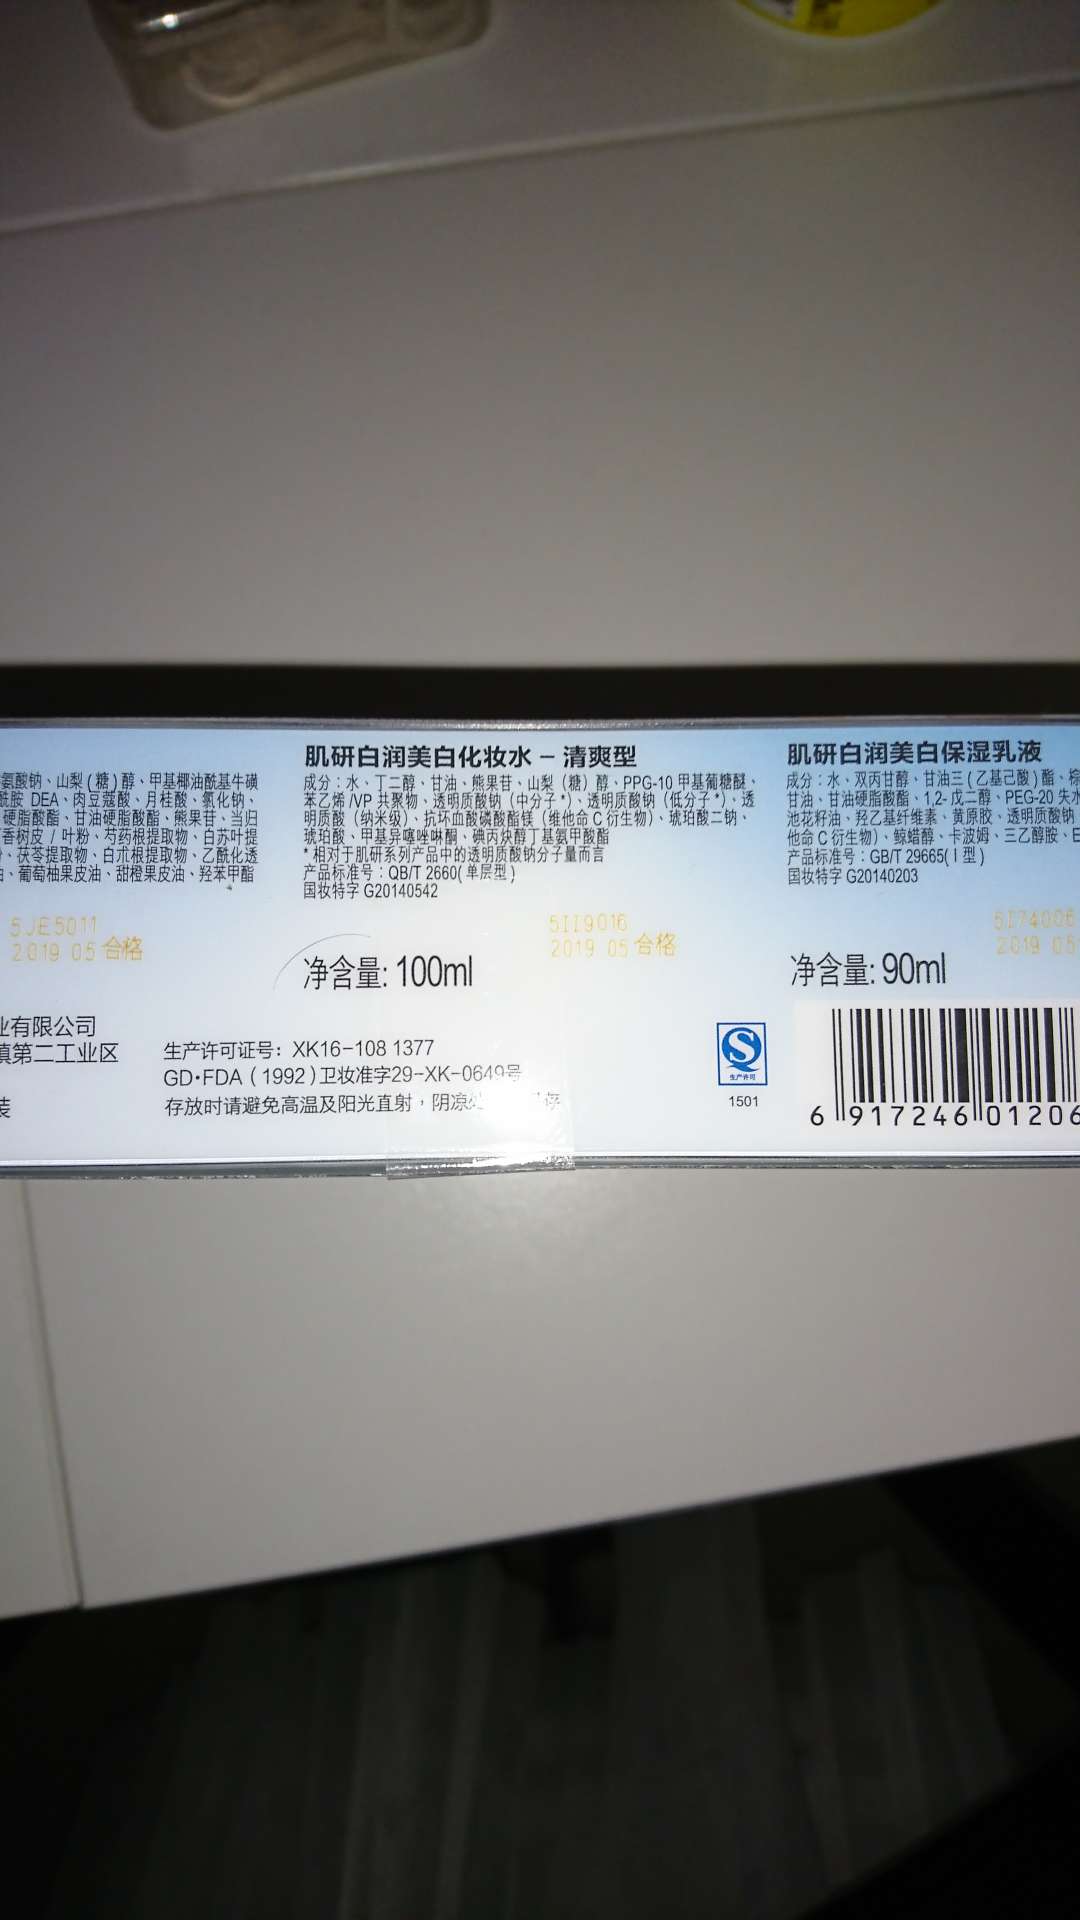 氨酸钠、山梨(糖)醇、甲基椰油酰基牛磺
酰胺 DEA、肉豆蔻酸、月桂酸、氯化钠、
硬脂酸酯、甘油硬脂酸酯、熊果苷、当归
香树皮/叶粉、芍药根提取物、白苏叶提
、茯苓提取物、白朮根提取物、乙酰化透
、葡萄柚果皮油、甜橙果皮油、羟苯甲酯
5JE5011
2019 05 合格
业有限公司
镇第二工业区
装
肌研白润美白化妆水－清爽型
成分：水、丁二醇、甘油、熊果苷、山梨（糖）醇、PPG-10 甲基葡糖醚、
苯乙烯/VP 共聚物、透明质酸钠（中分子*）、透明质酸钠（低分子*）、透
明质酸（纳米级）、抗坏血酸磷酸酯镁（维他命C衍生物）、琥珀酸二钠、
琥珀酸、甲基异噻唑啉酮、碘丙炔醇丁基氨甲酸酯
*相对于肌研系列产品中的透明质酸钠分子量而言
产品标准号：QB/T 2660(单层型)
国妆特字 G20140542
5II9016
2019 05 合格
净含量: 100ml
生产许可证号：XK16-108 1377
GD·FDA（1992）卫妆准字29-XK-0649号
存放时请避免高温及阳光直射，阴凉处
肌研白润美白保湿乳液
成分：水、双丙甘醇、甘油三(乙基己酸)酯、棕
甘油、甘油硬脂酸酯、1,2-戊二醇、PEG-20 失水
池花籽油、羟乙基纤维素、黄原胶、透明质酸钠
他命C衍生物）、鲸蜡醇、卡波姆、三乙醇胺、E
产品标准号：GB/T 29665(I型)
国妆特字 G20140203
5I74006
2019 05
净含量: 90ml
生产许可
1501
6 917246 01206